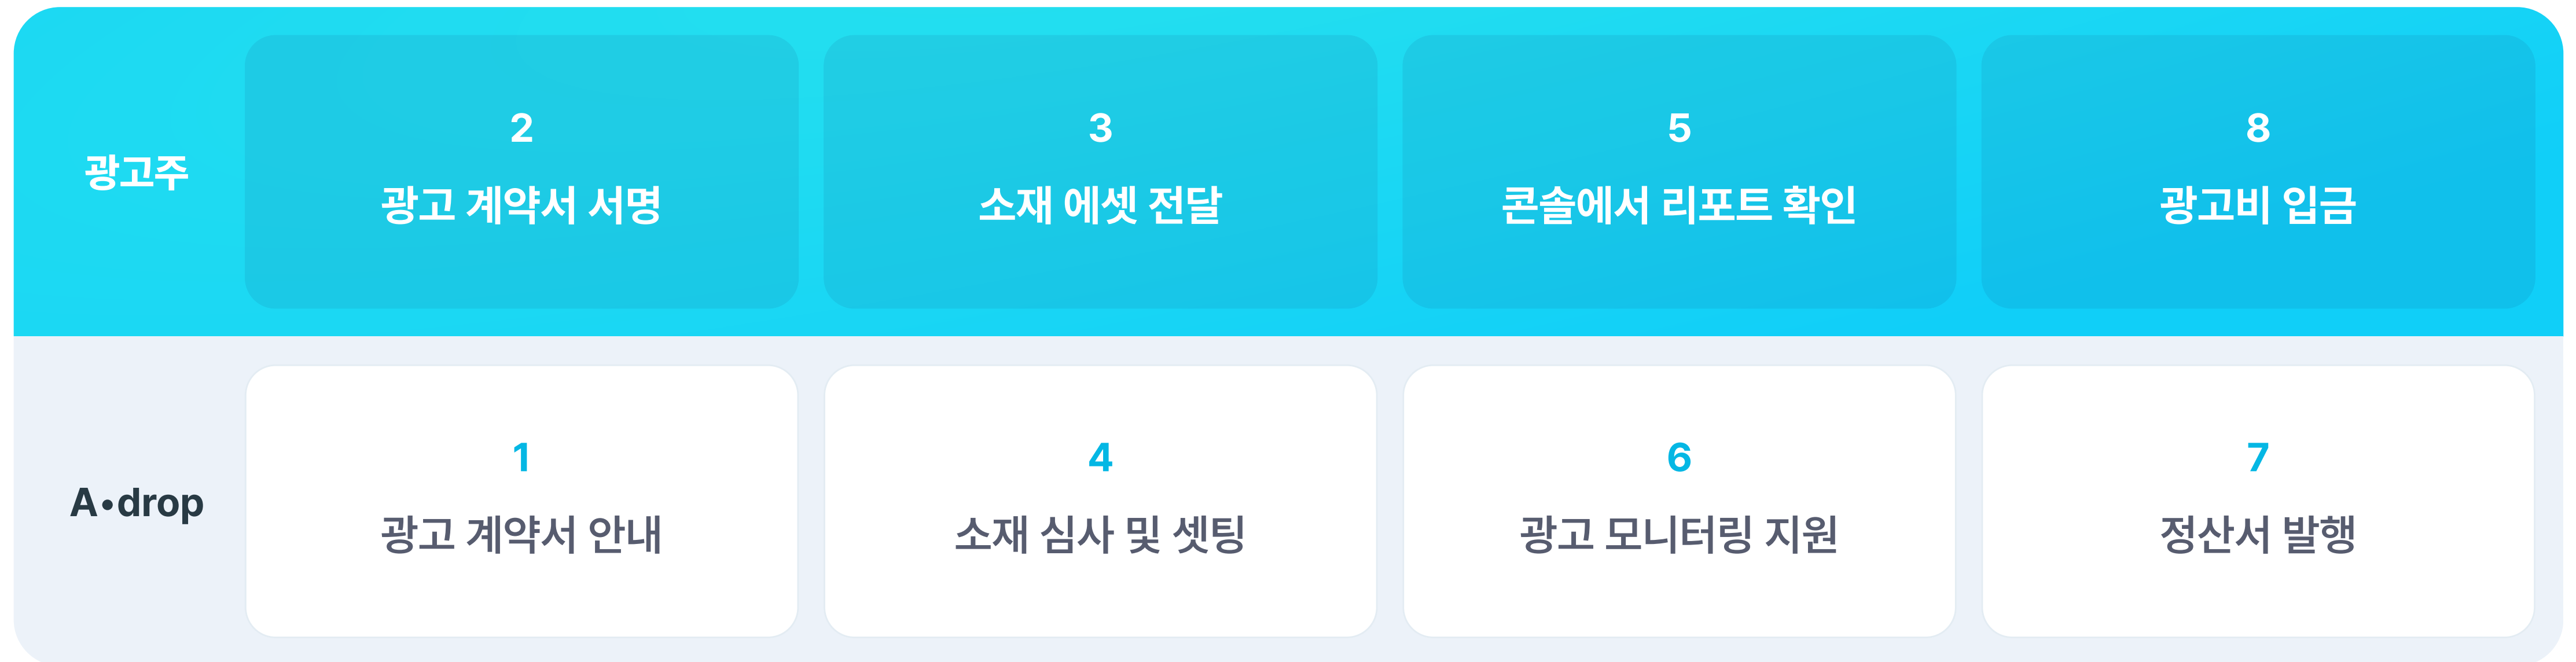 광고주
2
광고 계약서 서명
3
소재 에셋 전달
5
콘솔에서 리포트 확인
8
광고비 입금
A•drop
1
광고 계약서 안내
4
소재 심사 및 셋팅
6
광고 모니터링 지원
7
정산서 발행